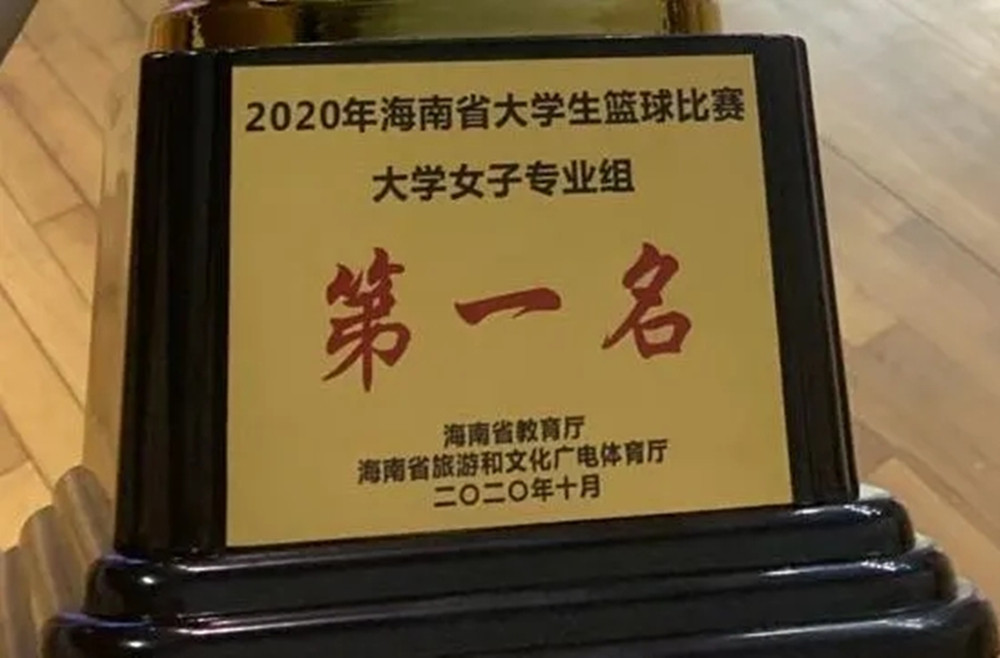 2020年海南省大学生篮球比赛
大学女子专业组
第一名
海南省教育厅
海南省旅游和文化广电体育厅
二〇二〇年十月